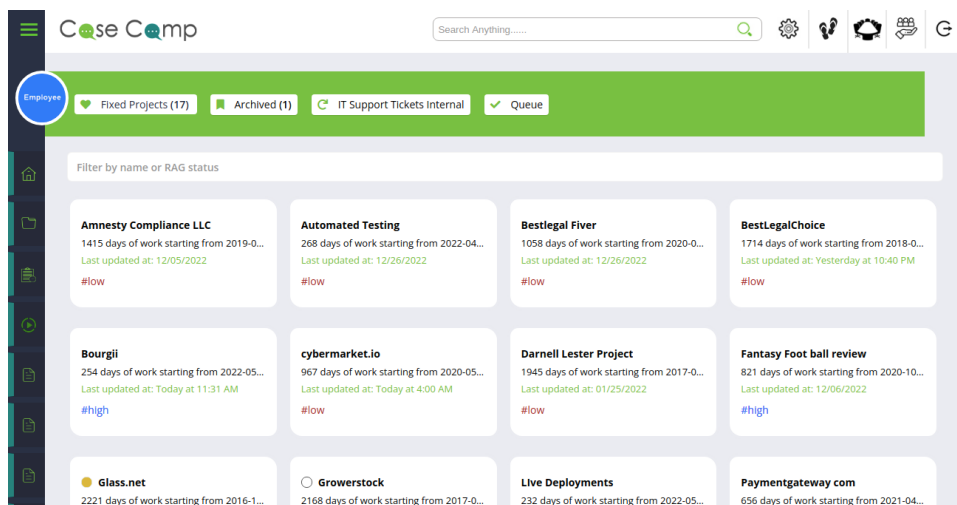 Case Camp
Search Anything......
Employee
Fixed Projects (17)
Archived (1)
IT Support Tickets Internal
Queue
Filter by name or RAG status
Amnesty Compliance LLC
1415 days of work starting from 2019-0...
Last updated at: 12/05/2022
#low
Automated Testing
268 days of work starting from 2022-04...
Last updated at: 12/26/2022
#low
Bestlegal Fiver
1058 days of work starting from 2020-0...
Last updated at: 12/26/2022
#low
BestLegalChoice
1714 days of work starting from 2018-0...
Last updated at: Yesterday at 10:40 PM
#low
Bourgii
254 days of work starting from 2022-05...
Last updated at: Today at 11:31 AM
#high
cybermarket.io
967 days of work starting from 2020-05...
Last updated at: Today at 4:00 AM
#low
Darnell Lester Project
1945 days of work starting from 2017-0...
Last updated at: 01/25/2022
#low
Fantasy Foot ball review
821 days of work starting from 2020-10...
Last updated at: 12/06/2022
#high
Glass.net
2221 days of work starting from 2016-1...
Growerstock
2168 days of work starting from 2017-0...
LIve Deployments
232 days of work starting from 2022-05...
Paymentgateway com
656 days of work starting from 2021-04...